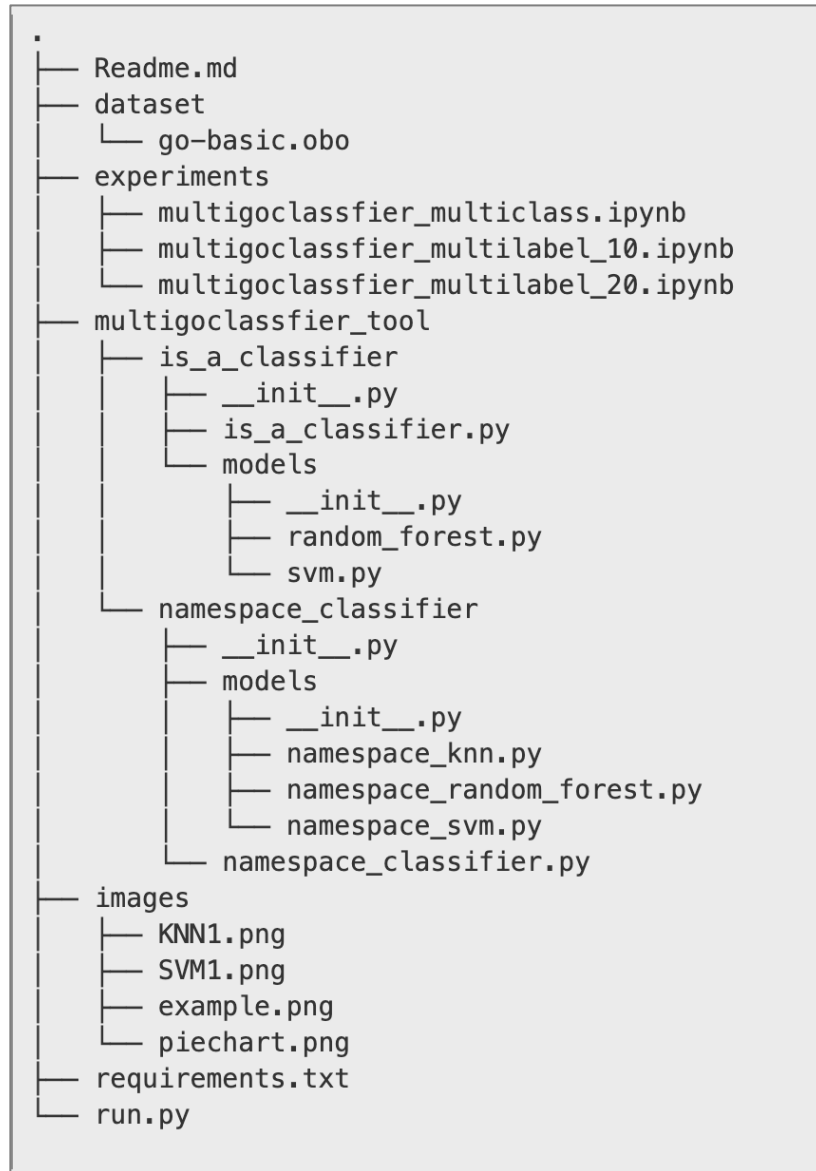 .
├── Readme.md
├── dataset
│   └── go-basic.obo
├── experiments
│   ├── multigoclassfier_multiclass.ipynb
│   ├── multigoclassfier_multilabel_10.ipynb
│   └── multigoclassfier_multilabel_20.ipynb
├── multigoclassfier_tool
│   ├── is_a_classifier
│   │   ├── __init__.py
│   │   ├── is_a_classifier.py
│   │   └── models
│   │       ├── __init__.py
│   │       ├── random_forest.py
│   │       └── svm.py
│   └── namespace_classifier
│       ├── __init__.py
│       ├── models
│       │   ├── __init__.py
│       │   ├── namespace_knn.py
│       │   ├── namespace_random_forest.py
│       │   └── namespace_svm.py
│       └── namespace_classifier.py
├── images
│   ├── KNN1.png
│   ├── SVM1.png
│   ├── example.png
│   └── piechart.png
├── requirements.txt
└── run.py